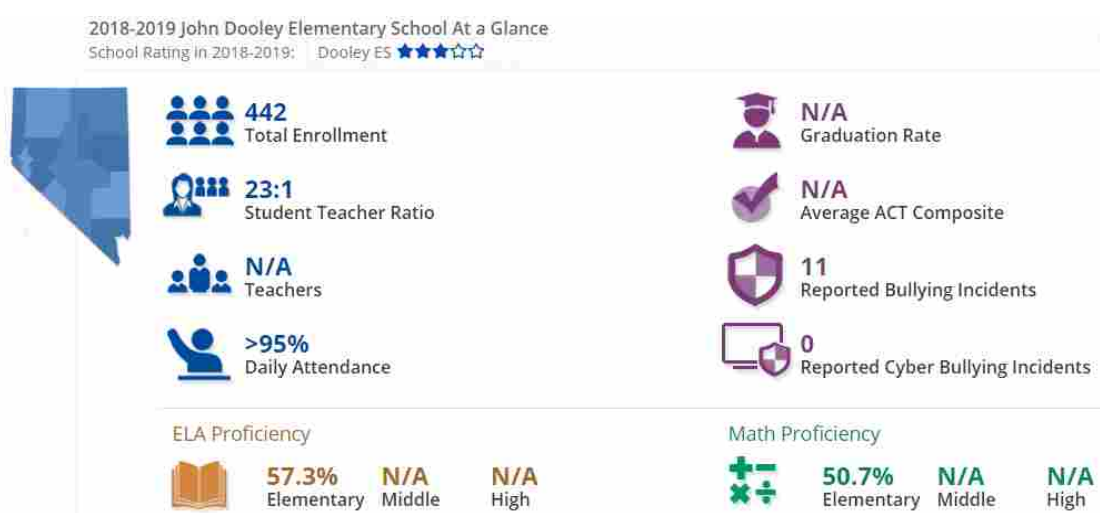 2018-2019 John Dooley Elementary School At a Glance
School Rating in 2018-2019: Dooley ES
442
Total Enrollment
23:1
Student Teacher Ratio
N/A
Teachers
>95%
Daily Attendance
N/A
Graduation Rate
N/A
Average ACT Composite
11
Reported Bullying Incidents
0
Reported Cyber Bullying Incidents
ELA Proficiency
57.3% N/A N/A
Elementary Middle High
Math Proficiency
50.7% N/A N/A
Elementary Middle High